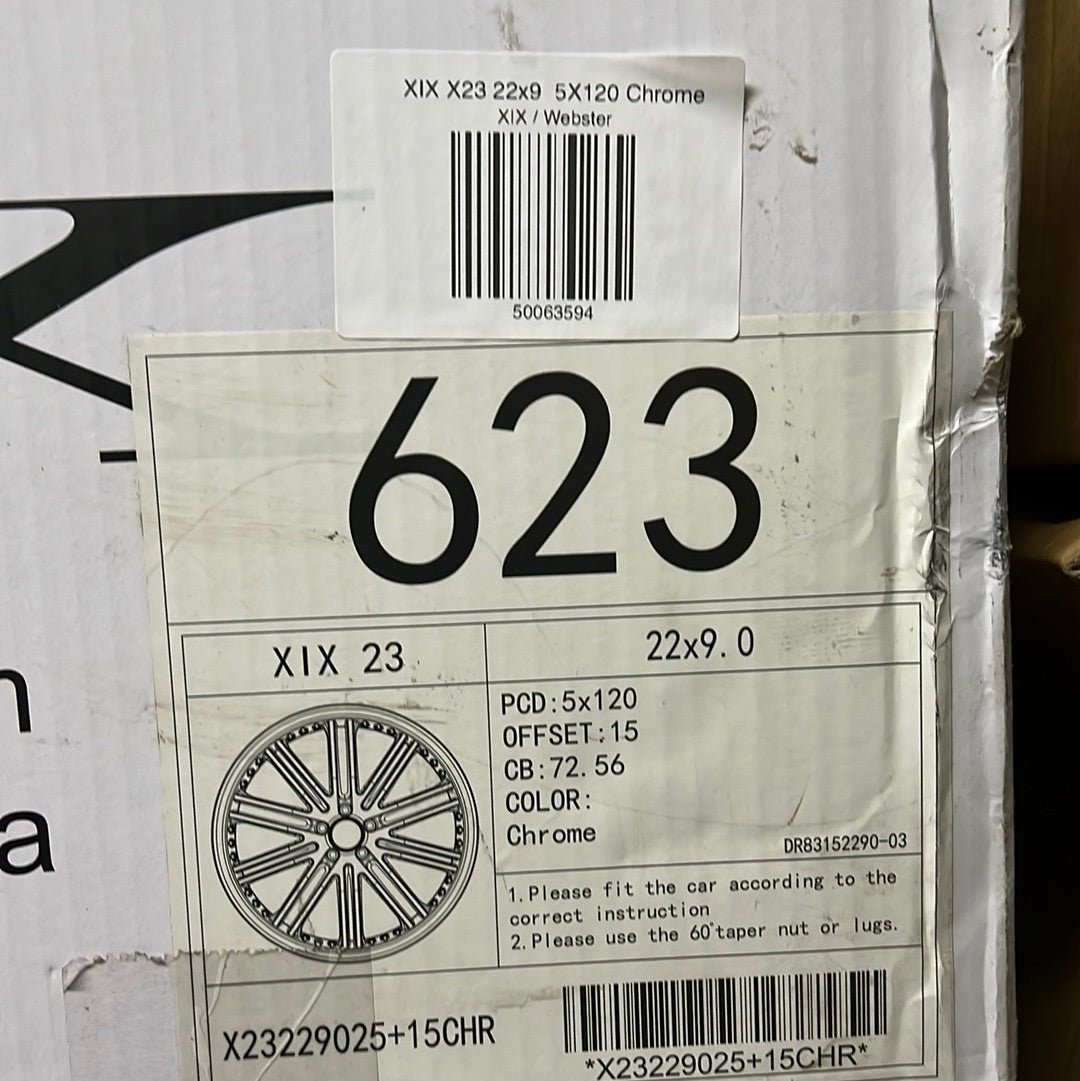 XIX X23 22x9 5X120 Chrome
XIX / Webster
50063594
623
XIX 23
22x9.0
PCD:5x120
OFFSET:15
CB:72.56
COLOR:
Chrome
DR83152290-03
1.Please fit the car according to the
correct instruction
2.Please use the 60°taper nut or lugs.
X23229025+15CHR
*X23229025+15CHR*